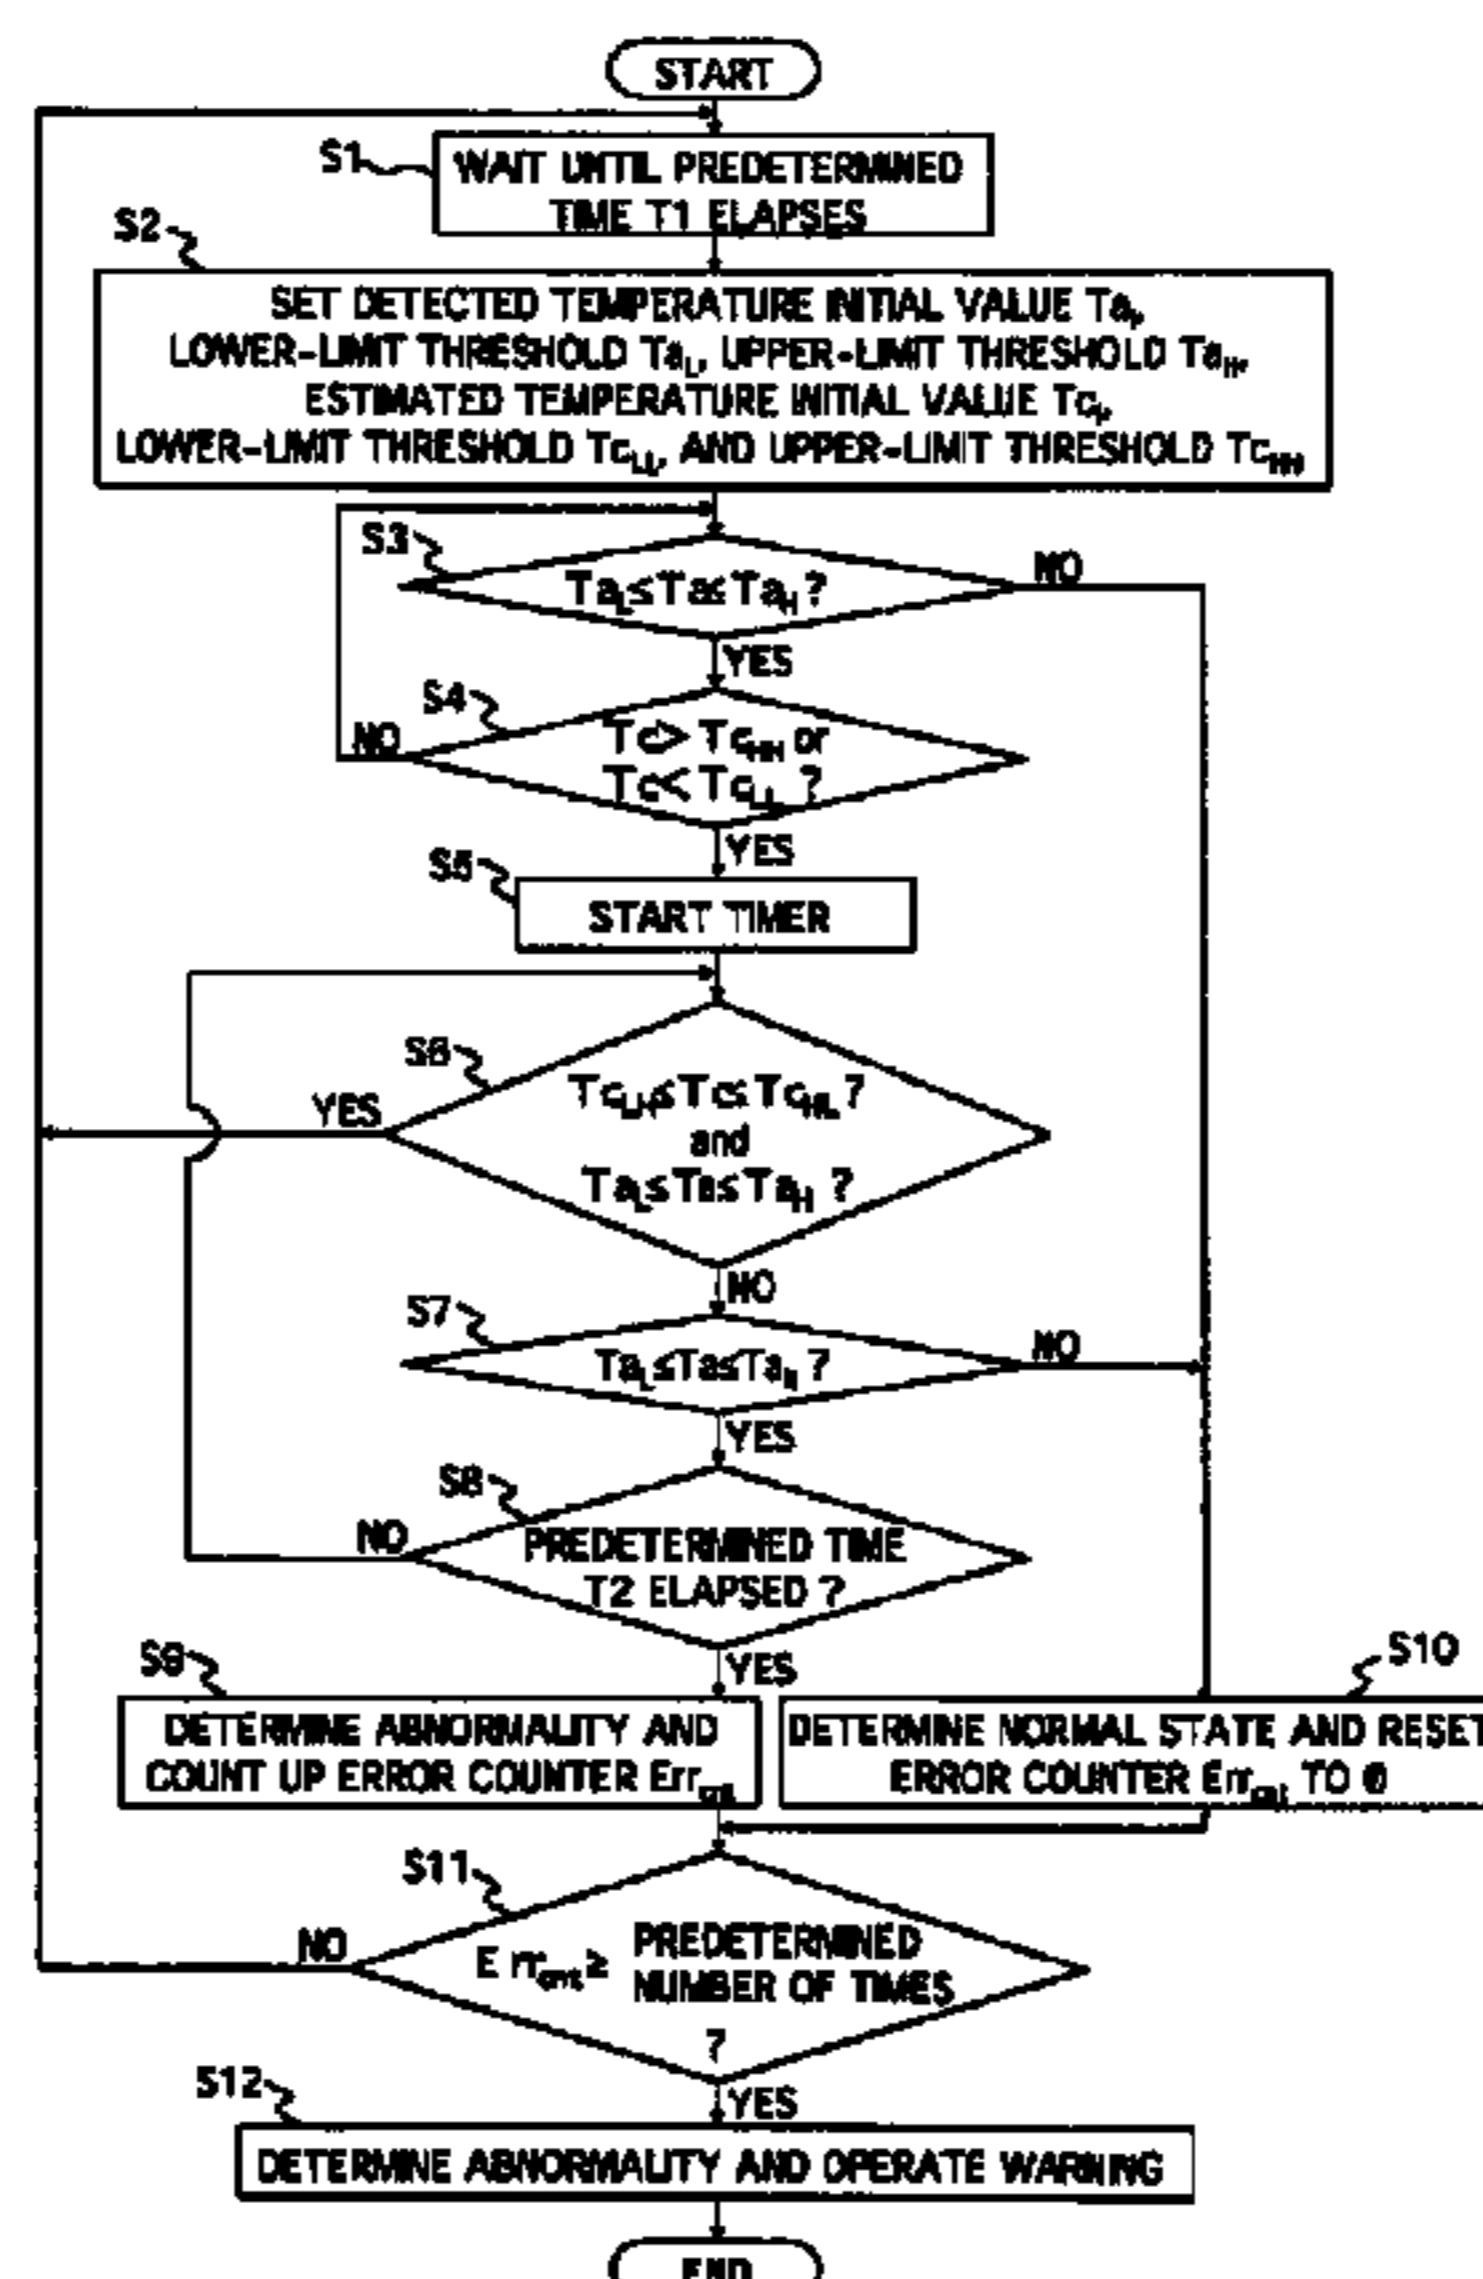 START
S1
WAIT UNTIL PREDETERMINED
TIME T1 ELAPSES
S2
SET DETECTED TEMPERATURE INITIAL VALUE TaI,
LOWER-LIMIT THRESHOLD TaL, UPPER-LIMIT THRESHOLD TaH,
ESTIMATED TEMPERATURE INITIAL VALUE TcI,
LOWER-LIMIT THRESHOLD TcLL, AND UPPER-LIMIT THRESHOLD TcHH
S3
TaL≤Ta≤TaH?
NO
YES
S4
Tc> TcHH or
Tc< TcLL ?
NO
YES
S5
START TIMER
S6
TcLH≤Tc≤TcHL?
and
TaL≤Ta≤TaH ?
YES
NO
S7
TaL≤Ta≤TaH ?
NO
YES
S8
PREDETERMINED TIME
T2 ELAPSED ?
NO
YES
S9
DETERMINE ABNORMALITY AND
COUNT UP ERROR COUNTER Errcnt
S10
DETERMINE NORMAL STATE AND RESET
ERROR COUNTER Errcnt TO 0
S11
Errcnt≥ PREDETERMINED
NUMBER OF TIMES
?
NO
YES
S12
DETERMINE ABNORMALITY AND OPERATE WARNING
END